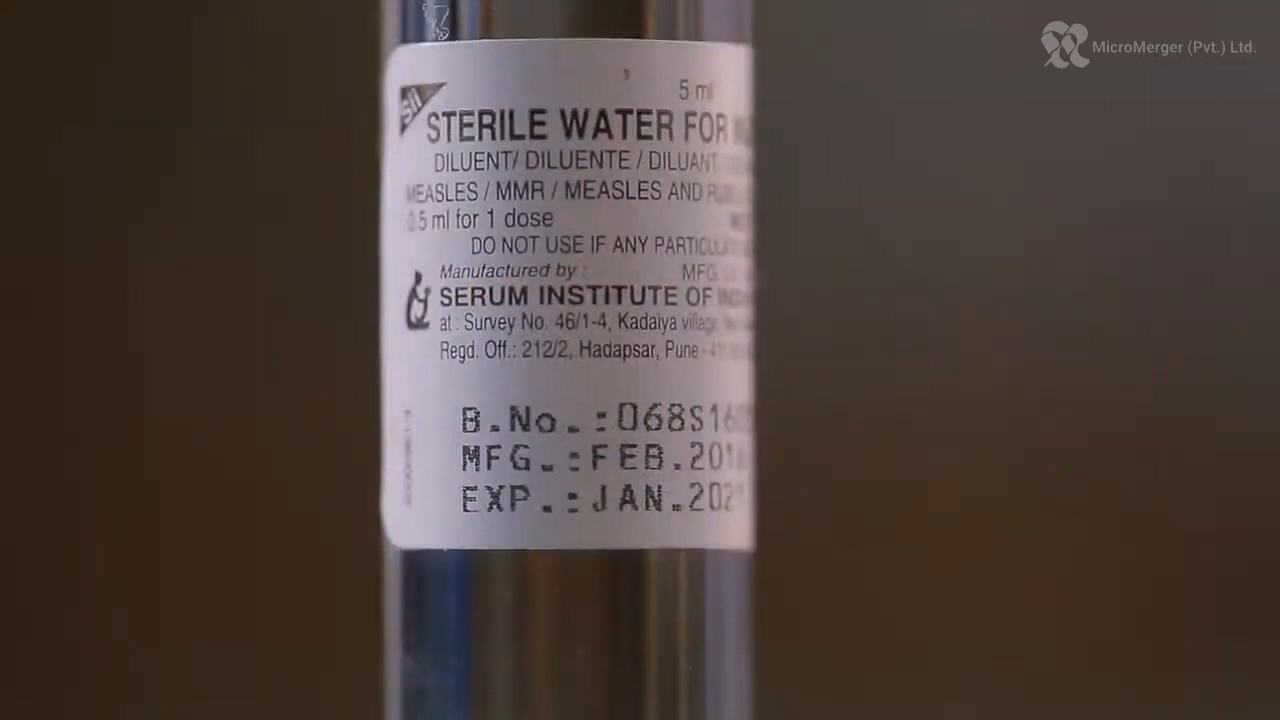 MicroMerger (Pvt.) Ltd.
5 ml
SII
STERILE WATER FOR
DILUENT/ DILUENTE / DILUANT
MEASLES / MMR / MEASLES AND
0.5 ml for 1 dose
DO NOT USE IF ANY
Manufactured by :
MFG.
SERUM INSTITUTE OF
at : Survey No. 46/1-4, Kadaiya village,
Regd. Off.: 212/2, Hadapsar, Pune -
B.No.:068S16
MFG.:FEB.201
EXP.:JAN.2021